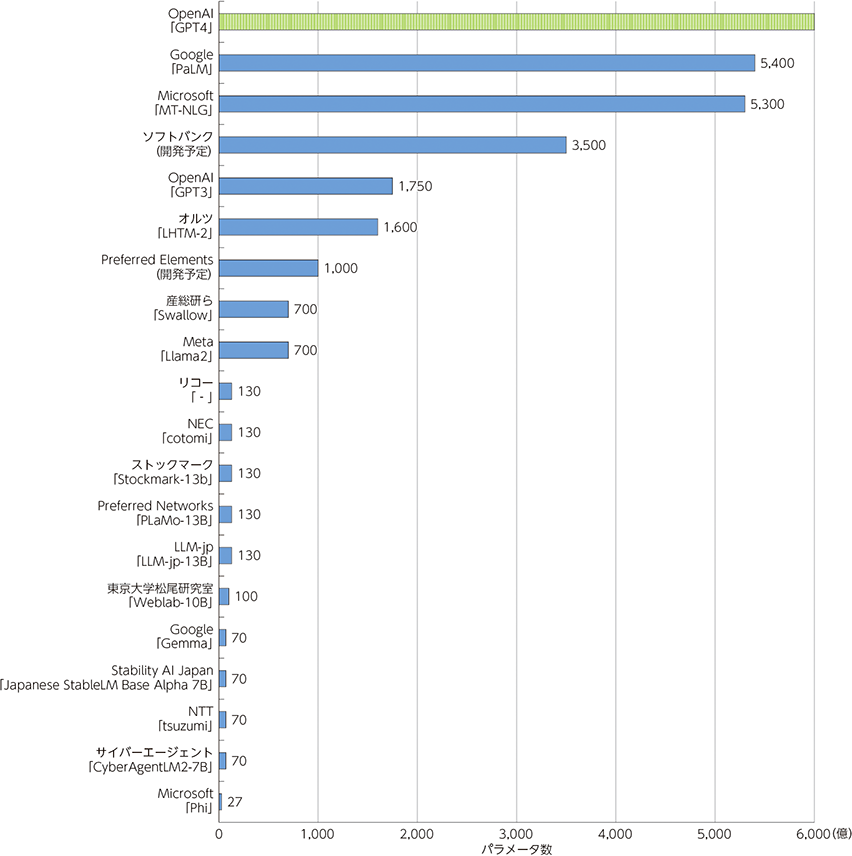 OpenAI
「GPT4」
Google
「PaLM」
5,400
Microsoft
「MT-NLG」
5,300
ソフトバンク
(開発予定)
3,500
OpenAI
「GPT3」
1,750
オルツ
「LHTM-2」
1,600
Preferred Elements
(開発予定)
1,000
産総研ら
「Swallow」
700
Meta
「Llama2」
700
リコー
「 - 」
130
NEC
「cotomi」
130
ストックマーク
「Stockmark-13b」
130
Preferred Networks
「PLaMo-13B」
130
LLM-jp
「LLM-jp-13B」
130
東京大学松尾研究室
「Weblab-10B」
100
Google
「Gemma」
70
Stability AI Japan
「Japanese StableLM Base Alpha 7B」
70
NTT
「tsuzumi」
70
サイバーエージェント
「CyberAgentLM2-7B」
70
Microsoft
「Phi」
27
0 1,000 2,000 3,000 4,000 5,000 6,000 (億)
パラメータ数